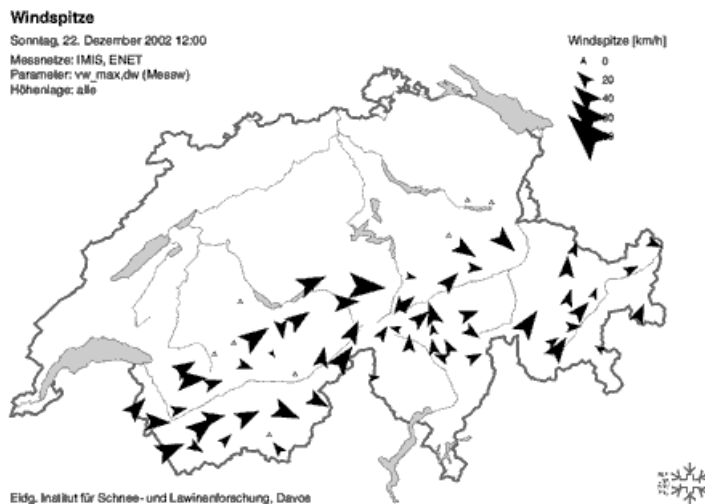 Windspitze
Sonntag, 22. Dezember 2002 12:00
Messnetze: IMIS, ENET
Parameter: vw_max,dw (Messw)
Höhenlage: alle
Windspitze [km/h]
0
20
40
Eidg. Institut für Schnee- und Lawinenforschung, Davos